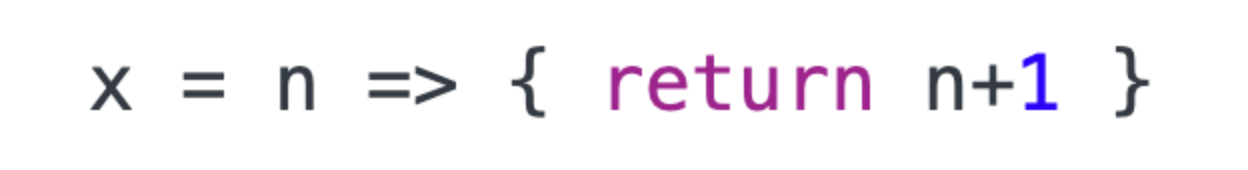 x = n => { return n+1 }